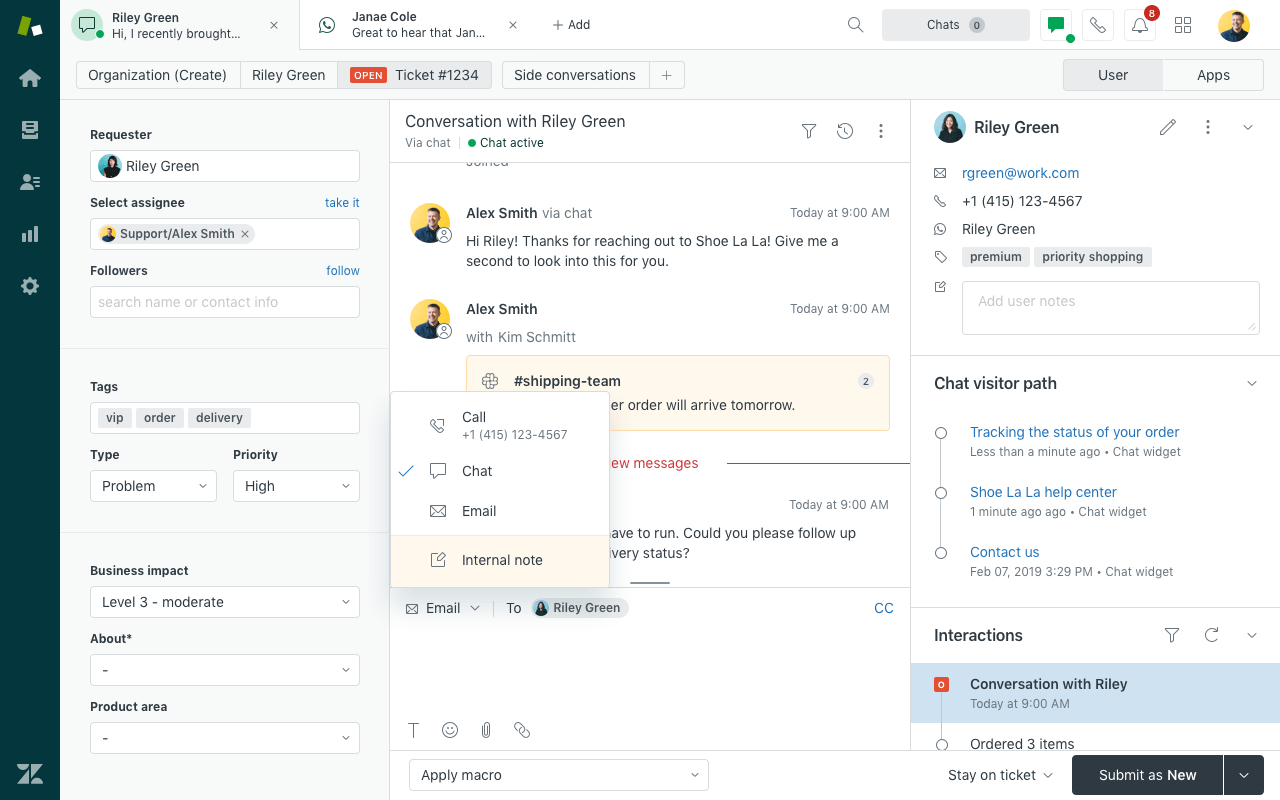 Riley Green
Hi, I recently brought...
Janae Cole
Great to hear that Jan...
Add
Chats 0
8
Organization (Create)
Riley Green
OPEN Ticket #1234
Side conversations
User
Apps
Requester
Riley Green
Select assignee
take it
Support/Alex Smith
Followers
follow
search name or contact info
Tags
vip
order
delivery
Type
Priority
Problem
High
Business impact
Level 3 - moderate
About*
-
Product area
-
Conversation with Riley Green
Via chat
Chat active
Alex Smith via chat
Today at 9:00 AM
Hi Riley! Thanks for reaching out to Shoe La La! Give me a
second to look into this for you.
Alex Smith
Today at 9:00 AM
with Kim Schmitt
#shipping-team
2
order will arrive tomorrow.
messages
Today at 9:00 AM
to run. Could you please follow up
status?
Call
+1 (415) 123-4567
Chat
Email
Internal note
Email
To
Riley Green
CC
Apply macro
Stay on ticket
Submit as New
Riley Green
rgreen@work.com
+1 (415) 123-4567
Riley Green
premium
priority shopping
Add user notes
Chat visitor path
Tracking the status of your order
Less than a minute ago • Chat widget
Shoe La La help center
1 minute ago ago • Chat widget
Contact us
Feb 07, 2019 3:29 PM • Chat widget
Interactions
O
Conversation with Riley
Today at 9:00 AM
Ordered 3 items